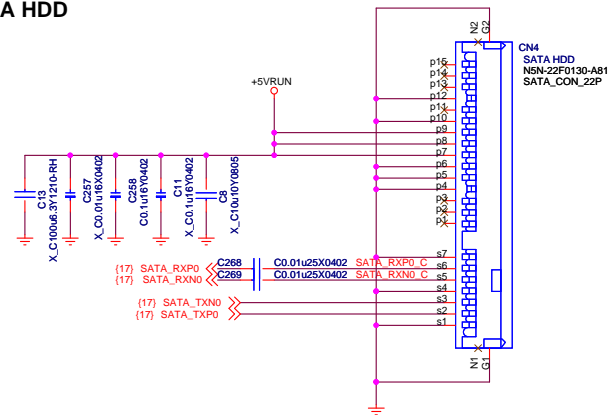 A HDD
N2
G2
CN4
SATA HDD
N5N-22F0130-A81
SATA_CON_22P
+5VRUN
p15
p14
p13
p12
p11
p10
p9
p8
p7
p6
p5
p4
p3
p2
p1
C13
X_C100u6.3Y1210-RH
C257
X_C0.01u16X0402
C258
C0.1u16Y0402
C11
X_C0.1u16Y0402
C8
X_C10u10Y0805
s7
{17} SATA_RXP0 C268 C0.01u25X0402 SATA_RXP0_C s6
{17} SATA_RXN0 C269 C0.01u25X0402 SATA_RXN0_C s5
s4
{17} SATA_TXN0 s3
{17} SATA_TXP0 s2
s1
N1
G1